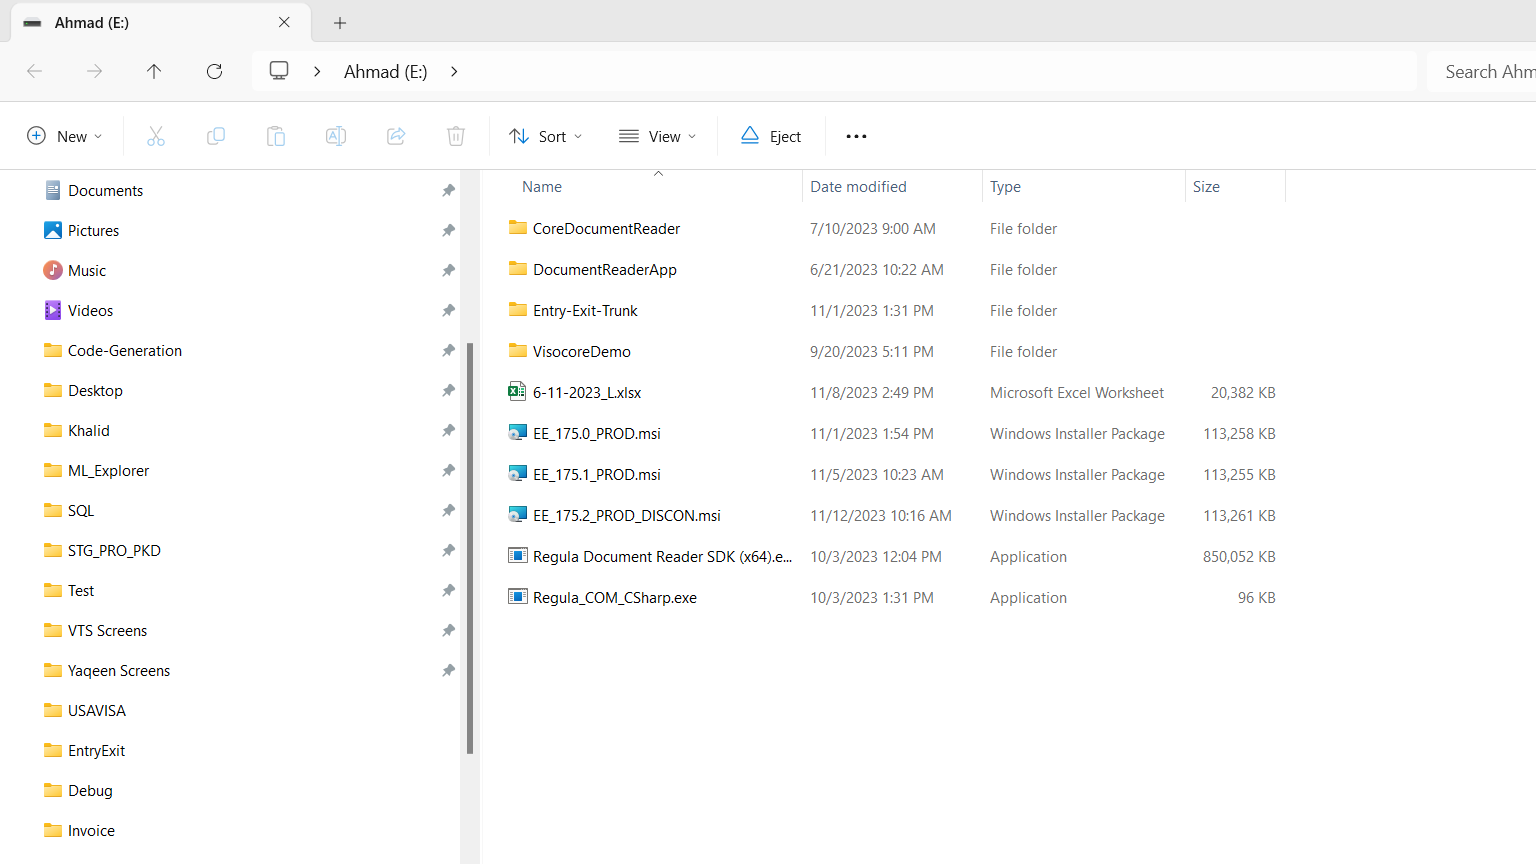 Ahmad (E:)
Ahmad (E:)
Search Ahm
New
Sort
View
Eject
Documents
Pictures
Music
Videos
Code-Generation
Desktop
Khalid
ML_Explorer
SQL
STG_PRO_PKD
Test
VTS Screens
Yaqeen Screens
USAVISA
EntryExit
Debug
Invoice
Name Date modified Type Size
CoreDocumentReader 7/10/2023 9:00 AM File folder
DocumentReaderApp 6/21/2023 10:22 AM File folder
Entry-Exit-Trunk 11/1/2023 1:31 PM File folder
VisocoreDemo 9/20/2023 5:11 PM File folder
6-11-2023_L.xlsx 11/8/2023 2:49 PM Microsoft Excel Worksheet 20,382 KB
EE_175.0_PROD.msi 11/1/2023 1:54 PM Windows Installer Package 113,258 KB
EE_175.1_PROD.msi 11/5/2023 10:23 AM Windows Installer Package 113,255 KB
EE_175.2_PROD_DISCON.msi 11/12/2023 10:16 AM Windows Installer Package 113,261 KB
Regula Document Reader SDK (x64).e... 10/3/2023 12:04 PM Application 850,052 KB
Regula_COM_CSharp.exe 10/3/2023 1:31 PM Application 96 KB